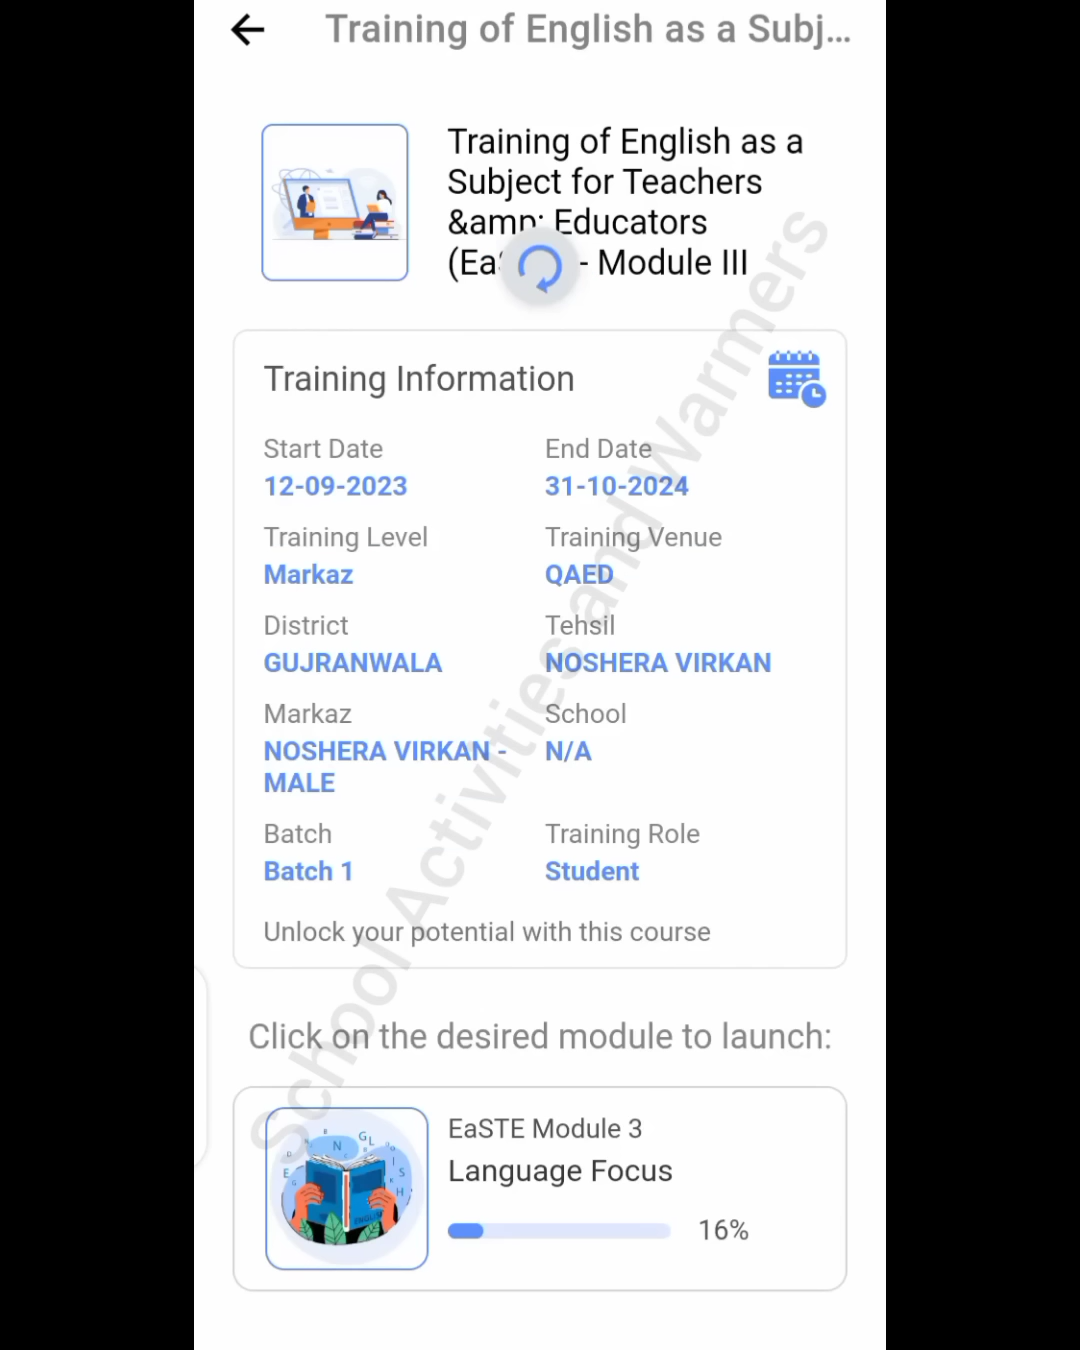 Training of English as a Subj...
Training of English as a
Subject for Teachers
&amp; Educators
- Module III
Training Information
Start Date
End Date
12-09-2023
31-10-2024
Training Level
Training Venue
Markaz
QAED
District
Tehsil
GUJRANWALA
NOSHERA VIRKAN
Markaz
School
NOSHERA VIRKAN -
MALE
N/A
Batch
Training Role
Batch 1
Student
Unlock your potential with this course
School Activities and Warmers
Click on the desired module to launch:
EaSTE Module 3
Language Focus
16%